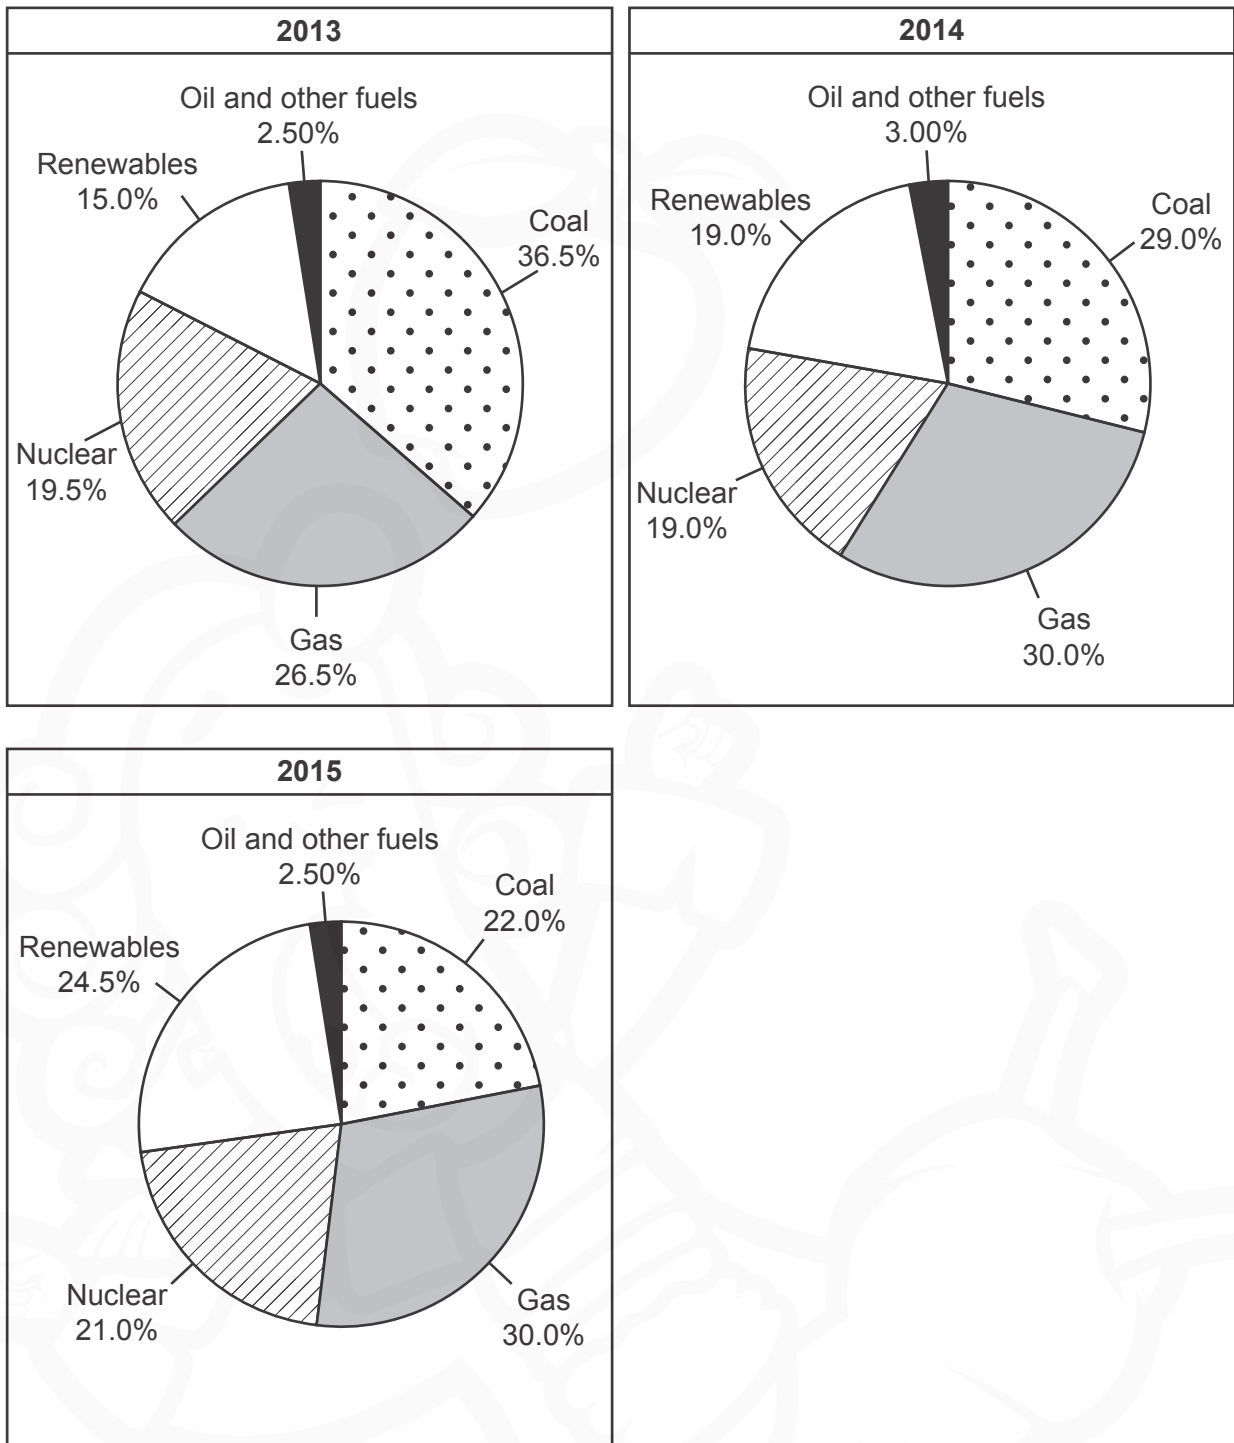 2013
Oil and other fuels
2.50%
Renewables
15.0%
Coal
36.5%
Nuclear
19.5%
Gas
26.5%
2014
Oil and other fuels
3.00%
Renewables
19.0%
Coal
29.0%
Nuclear
19.0%
Gas
30.0%
2015
Oil and other fuels
2.50%
Coal
22.0%
Renewables
24.5%
Nuclear
21.0%
Gas
30.0%